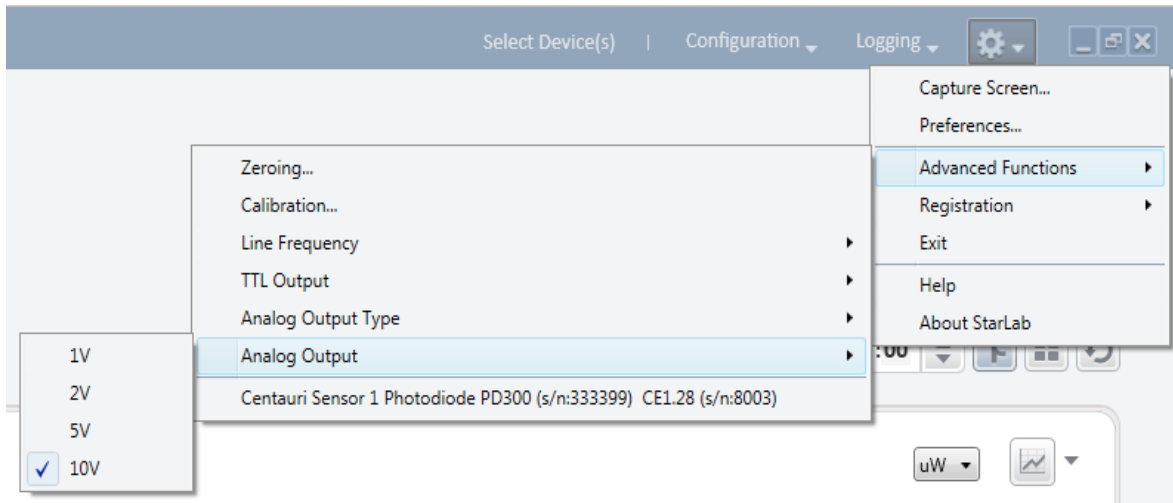 Select Device(s) | Configuration Logging
Capture Screen...
Preferences...
Advanced Functions
Registration
Exit
Help
About StarLab
Zeroing...
Calibration...
Line Frequency
TTL Output
Analog Output Type
Analog Output
Centauri Sensor 1 Photodiode PD300 (s/n:333399) CE1.28 (s/n:8003)
1V
2V
5V
10V
:00
uW